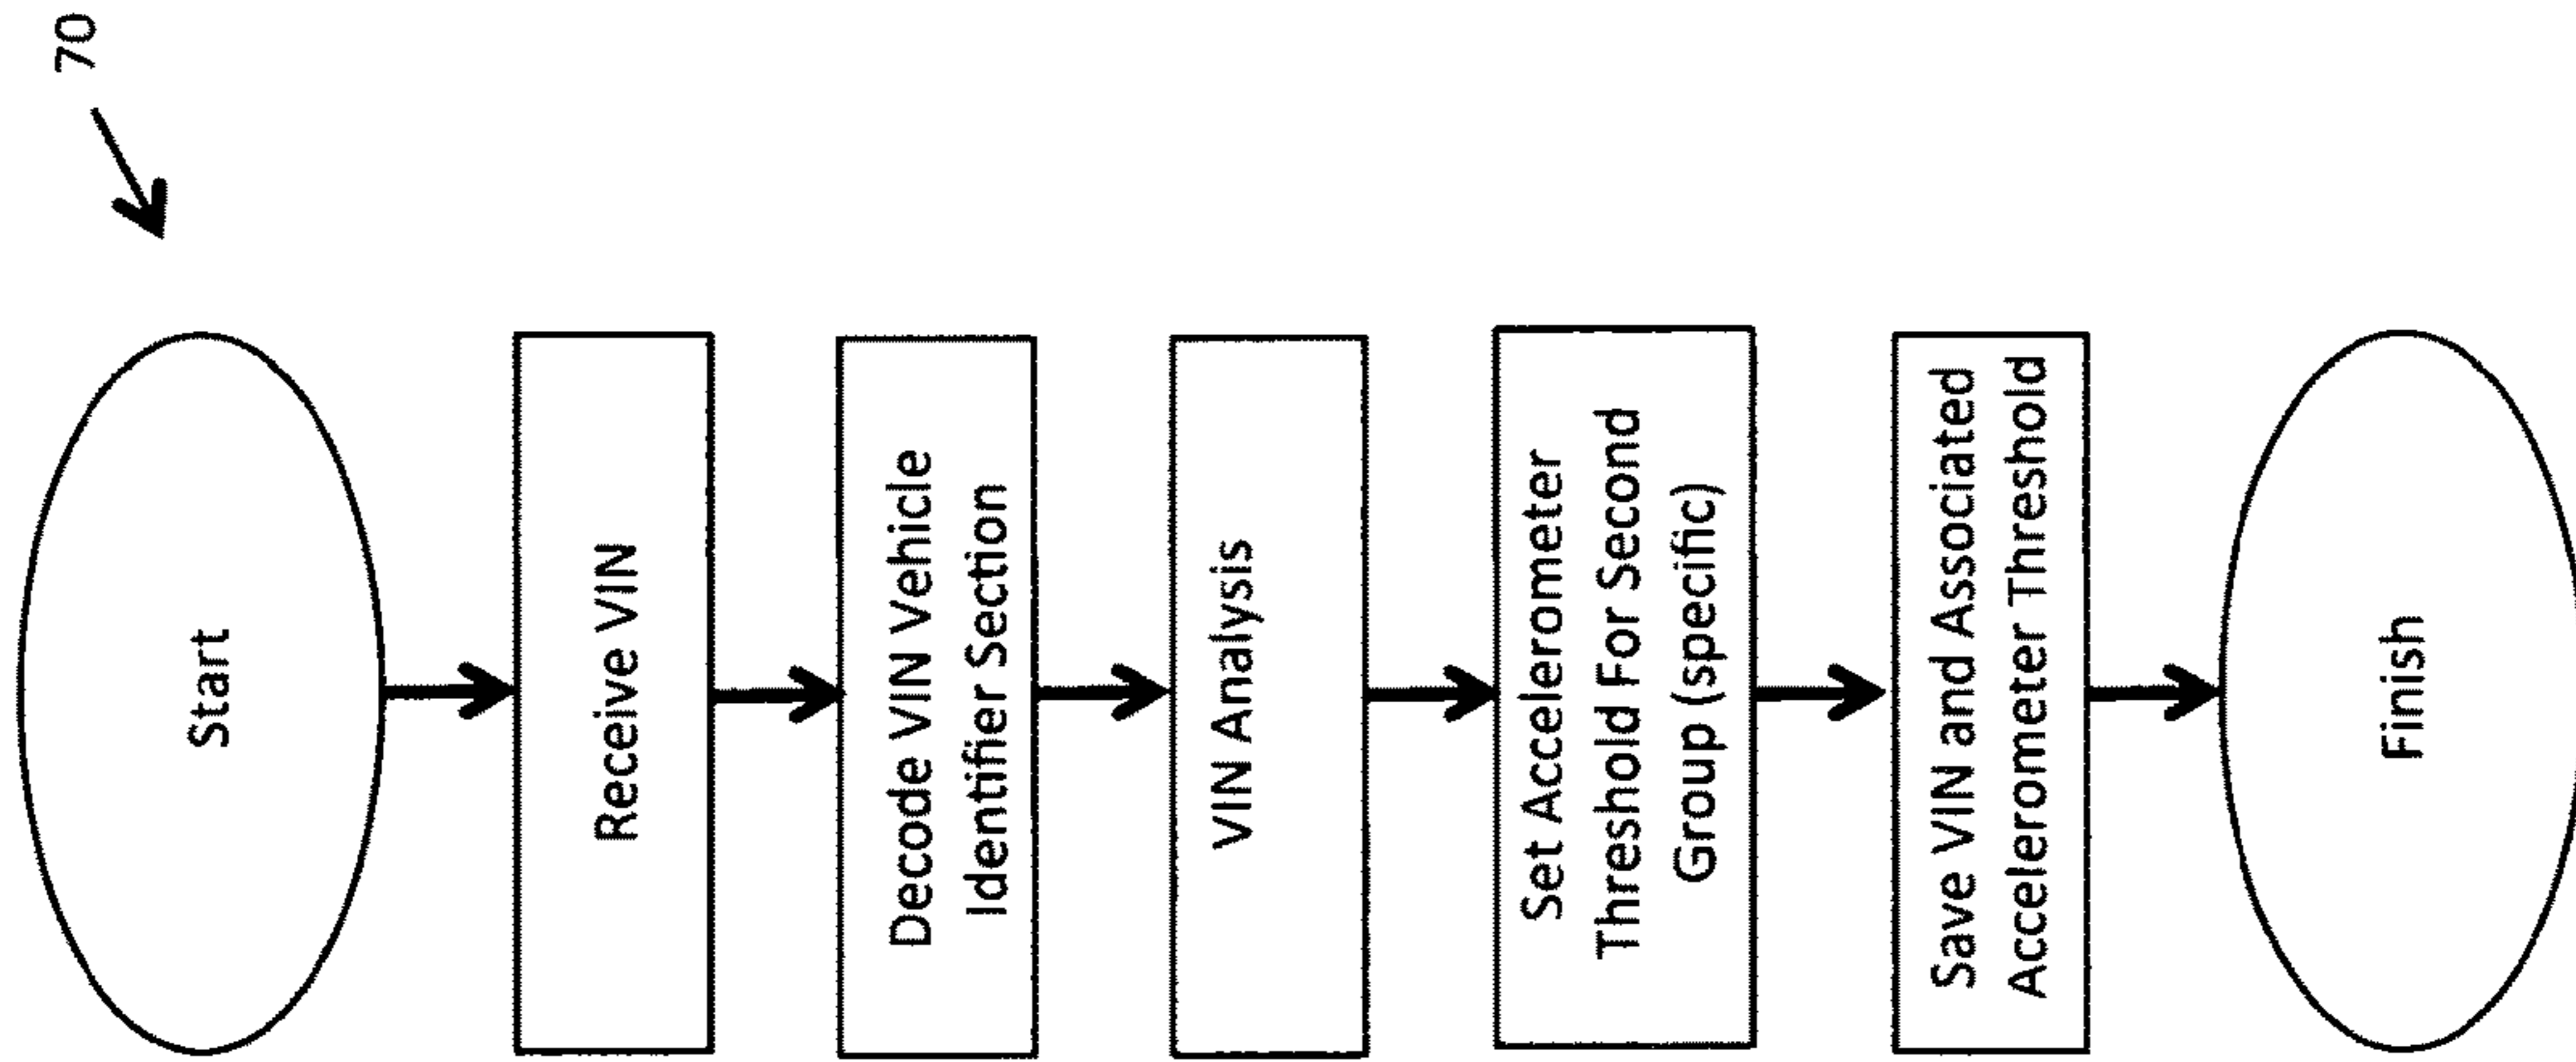 70
Start
Receive VIN
Decode VIN Vehicle
Identifier Section
VIN Analysis
Set Accelerometer
Threshold For Second
Group (specific)
Save VIN and Associated
Accelerometer Threshold
Finish